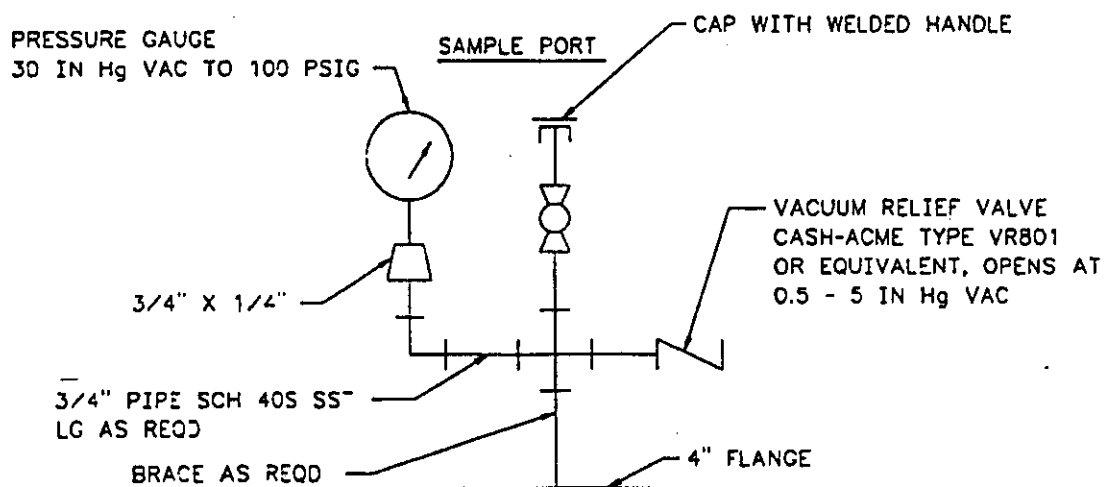 PRESSURE GAUGE
30 IN Hg VAC TO 100 PSIG
SAMPLE PORT
CAP WITH WELDED HANDLE
VACUUM RELIEF VALVE
CASH-ACME TYPE VR801
OR EQUIVALENT, OPENS AT
0.5 - 5 IN Hg VAC
3/4" X 1/4"
3/4" PIPE SCH 40S SST
LG AS REQD
BRACE AS REQD
4" FLANGE